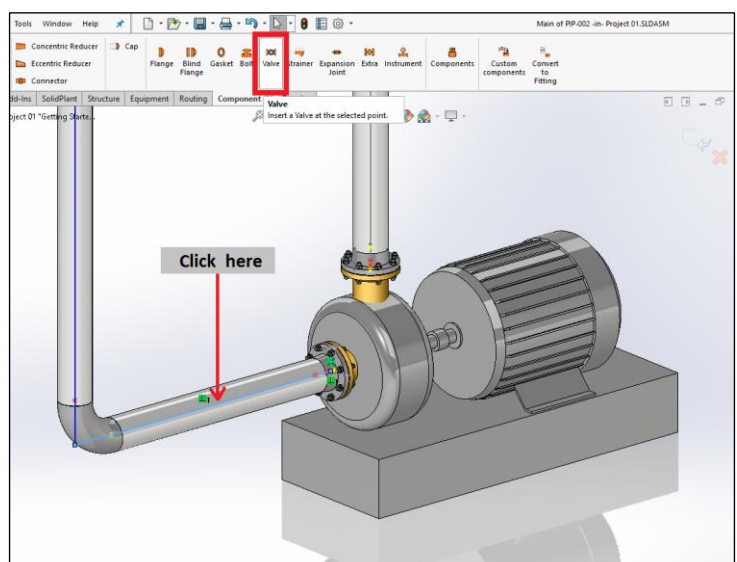 Tools Window Help Main of PIP-002 -in- Project 01.SLDASM
Concentric Reducer Cap
Eccentric Reducer
Connector
Flange Blind Flange Gasket Valve Strainer Expansion Joint Extra Instrument Components Custom components Convert to Fitting
dd-Ins SolidPlant Structure Equipment Routing Component
Valve
Insert a Valve at the selected point.
oject 01 "Getting Starte...
Click here